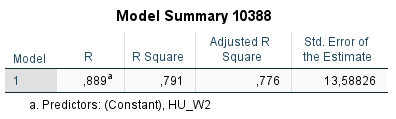 Model Summary 10388
Model R R Square Adjusted R Square Std. Error of the Estimate
1 ,889a ,791 ,776 13,58826
a. Predictors: (Constant), HU_W2